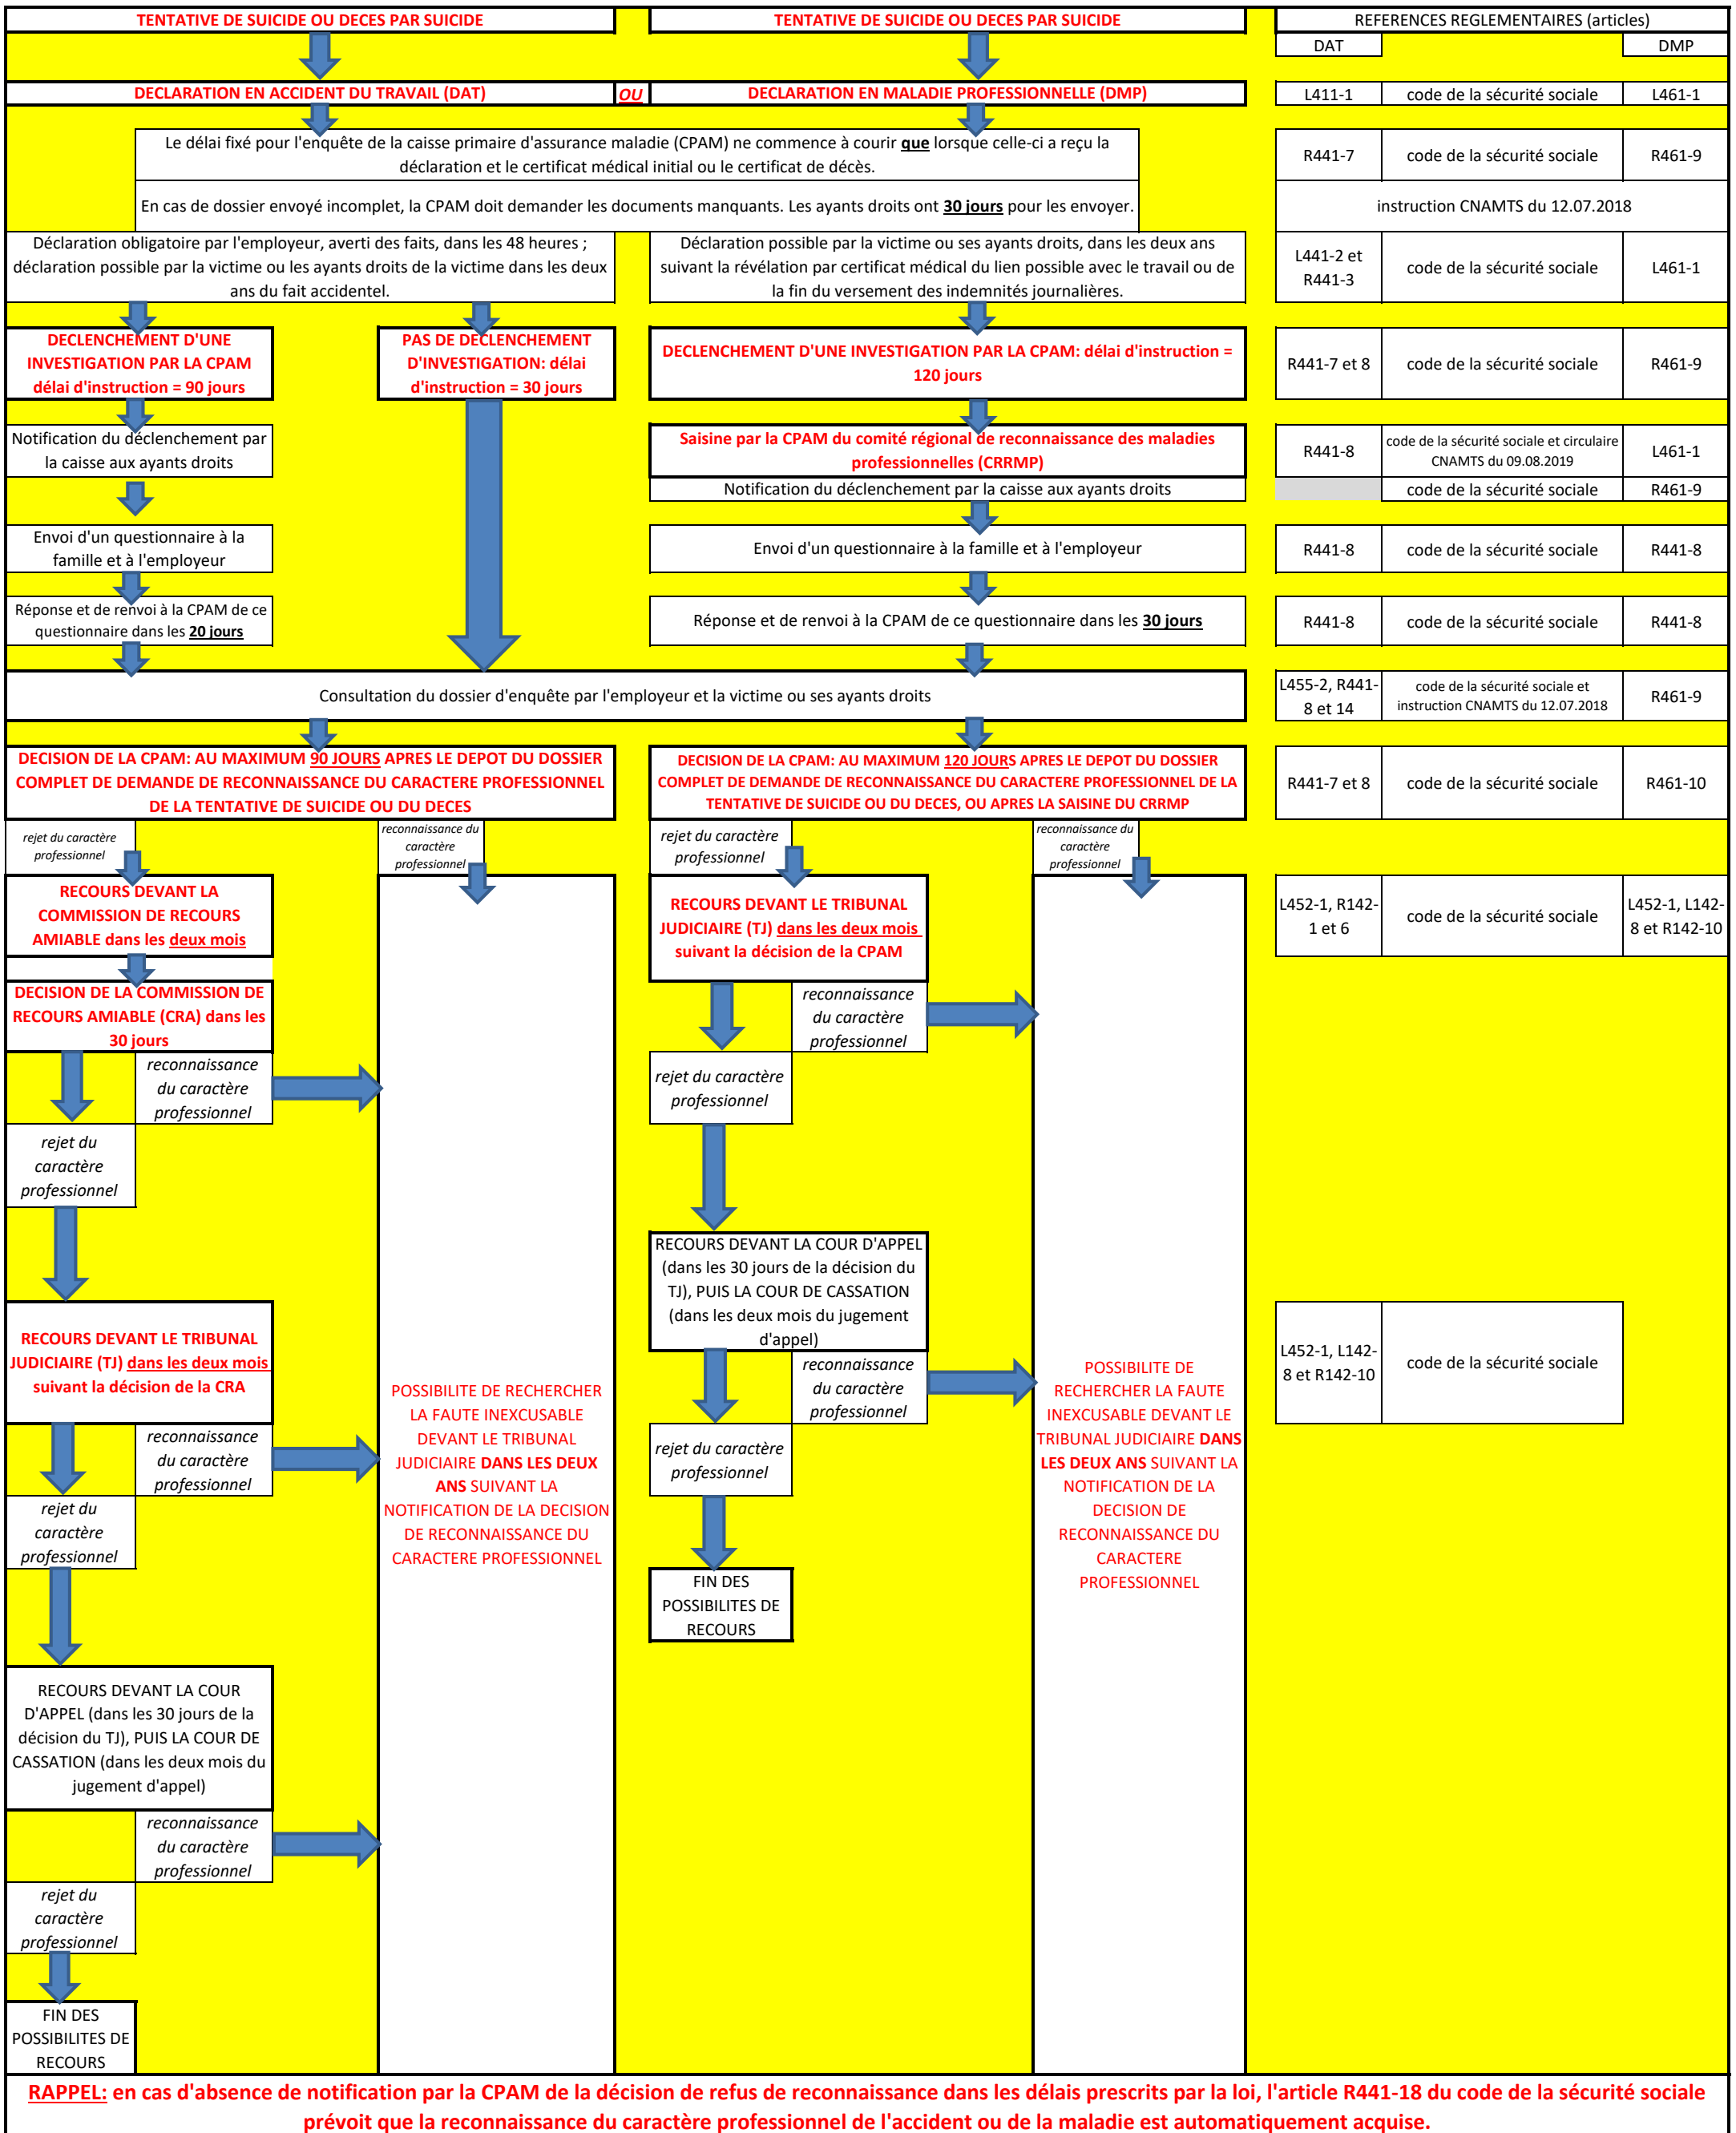 TENTATIVE DE SUICIDE OU DECES PAR SUICIDE
TENTATIVE DE SUICIDE OU DECES PAR SUICIDE
REFERENCES REGLEMENTAIRES (articles)
DAT
DMP
DECLARATION EN ACCIDENT DU TRAVAIL (DAT)
OU
DECLARATION EN MALADIE PROFESSIONNELLE (DMP)
L411-1
code de la sécurité sociale
L461-1
Le délai fixé pour l'enquête de la caisse primaire d'assurance maladie (CPAM) ne commence à courir que lorsque celle-ci a reçu la
déclaration et le certificat médical initial ou le certificat de décès.
R441-7
code de la sécurité sociale
R461-9
En cas de dossier envoyé incomplet, la CPAM doit demander les documents manquants. Les ayants droits ont 30 jours pour les envoyer.
instruction CNAMTS du 12.07.2018
Déclaration obligatoire par l'employeur, averti des faits, dans les 48 heures ;
déclaration possible par la victime ou les ayants droits de la victime dans les deux
ans du fait accidentel.
Déclaration possible par la victime ou ses ayants droits, dans les deux ans
suivant la révélation par certificat médical du lien possible avec le travail ou de
la fin du versement des indemnités journalières.
L441-2 et
R441-3
code de la sécurité sociale
L461-1
DECLENCHEMENT D'UNE
INVESTIGATION PAR LA CPAM
délai d'instruction = 90 jours
PAS DE DECLENCHEMENT
D'INVESTIGATION: délai
d'instruction = 30 jours
DECLENCHEMENT D'UNE INVESTIGATION PAR LA CPAM: délai d'instruction =
120 jours
R441-7 et 8
code de la sécurité sociale
R461-9
Notification du déclenchement par
la caisse aux ayants droits
Saisine par la CPAM du comité régional de reconnaissance des maladies
professionnelles (CRRMP)
R441-8
code de la sécurité sociale et circulaire
CNAMTS du 09.08.2019
L461-1
Notification du déclenchement par la caisse aux ayants droits
code de la sécurité sociale
R461-9
Envoi d'un questionnaire à la
famille et à l'employeur
Envoi d'un questionnaire à la famille et à l'employeur
R441-8
code de la sécurité sociale
R441-8
Réponse et de renvoi à la CPAM de ce
questionnaire dans les 20 jours
Réponse et de renvoi à la CPAM de ce questionnaire dans les 30 jours
R441-8
code de la sécurité sociale
R441-8
Consultation du dossier d'enquête par l'employeur et la victime ou ses ayants droits
L455-2, R441-
8 et 14
code de la sécurité sociale et
instruction CNAMTS du 12.07.2018
R461-9
DECISION DE LA CPAM: AU MAXIMUM 90 JOURS APRES LE DEPOT DU DOSSIER
COMPLET DE DEMANDE DE RECONNAISSANCE DU CARACTERE PROFESSIONNEL
DE LA TENTATIVE DE SUICIDE OU DU DECES
DECISION DE LA CPAM: AU MAXIMUM 120 JOURS APRES LE DEPOT DU DOSSIER
COMPLET DE DEMANDE DE RECONNAISSANCE DU CARACTERE PROFESSIONNEL DE LA
TENTATIVE DE SUICIDE OU DU DECES, OU APRES LA SAISINE DU CRRMP
R441-7 et 8
code de la sécurité sociale
R461-10
rejet du caractère
professionnel
reconnaissance du
caractère
professionnel
rejet du caractère
professionnel
reconnaissance du
caractère
professionnel
RECOURS DEVANT LA
COMMISSION DE RECOURS
AMIABLE dans les deux mois
RECOURS DEVANT LE TRIBUNAL
JUDICIAIRE (TJ) dans les deux mois
suivant la décision de la CPAM
L452-1, R142-
1 et 6
code de la sécurité sociale
L452-1, L142-
8 et R142-10
DECISION DE LA COMMISSION DE
RECOURS AMIABLE (CRA) dans les
30 jours
reconnaissance
du caractère
professionnel
reconnaissance
du caractère
professionnel
rejet du caractère
professionnel
rejet du
caractère
professionnel
RECOURS DEVANT LA COUR D'APPEL
(dans les 30 jours de la décision du
TJ), PUIS LA COUR DE CASSATION
(dans les deux mois du jugement
d'appel)
RECOURS DEVANT LE TRIBUNAL
JUDICIAIRE (TJ) dans les deux mois
suivant la décision de la CRA
L452-1, L142-
8 et R142-10
code de la sécurité sociale
reconnaissance
du caractère
professionnel
POSSIBILITE DE RECHERCHER
LA FAUTE INEXCUSABLE
DEVANT LE TRIBUNAL
JUDICIAIRE DANS LES DEUX
ANS SUIVANT LA
NOTIFICATION DE LA DECISION
DE RECONNAISSANCE DU
CARACTERE PROFESSIONNEL
POSSIBILITE DE
RECHERCHER LA FAUTE
INEXCUSABLE DEVANT LE
TRIBUNAL JUDICIAIRE DANS
LES DEUX ANS SUIVANT LA
NOTIFICATION DE LA
DECISION DE
RECONNAISSANCE DU
CARACTERE
PROFESSIONNEL
reconnaissance
du caractère
professionnel
rejet du caractère
professionnel
rejet du
caractère
professionnel
FIN DES
POSSIBILITES DE
RECOURS
RECOURS DEVANT LA COUR
D'APPEL (dans les 30 jours de la
décision du TJ), PUIS LA COUR DE
CASSATION (dans les deux mois du
jugement d'appel)
reconnaissance
du caractère
professionnel
rejet du
caractère
professionnel
FIN DES
POSSIBILITES DE
RECOURS
RAPPEL: en cas d'absence de notification par la CPAM de la décision de refus de reconnaissance dans les délais prescrits par la loi, l'article R441-18 du code de la sécurité sociale
prévoit que la reconnaissance du caractère professionnel de l'accident ou de la maladie est automatiquement acquise.